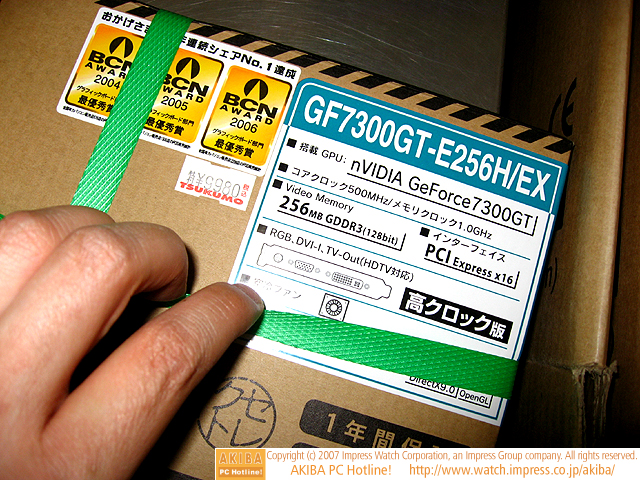 おかげさま
年連続シェアNo.1達成
BCN
AWARD
2004
グラフィックボード部門
最優秀賞
BCN
AWARD
2005
グラフィックボード部門
最優秀賞
BCN
AWARD
2006
グラフィックボード部門
最優秀賞
TSUKUMO
GF7300GT-E256H/EX
■搭載 GPU: nVIDIA GeForce7300GT
■コアクロック500MHz/メモリクロック1.0GHz
■Video Memory
256MB GDDR3(128bit)
■インターフェイス
PCI Express x16
■RGB, DVI-I, TV-Out(HDTV対応)
ファン
高クロック版
DirectX9.0
OpenGL
セ
トレ
1年間保
AKIBA
PC Hotline!
Copyright (c) 2007 Impress Watch Corporation, an Impress Group company. All rights reserved.
AKIBA PC Hotline! http://www.watch.impress.co.jp/akiba/